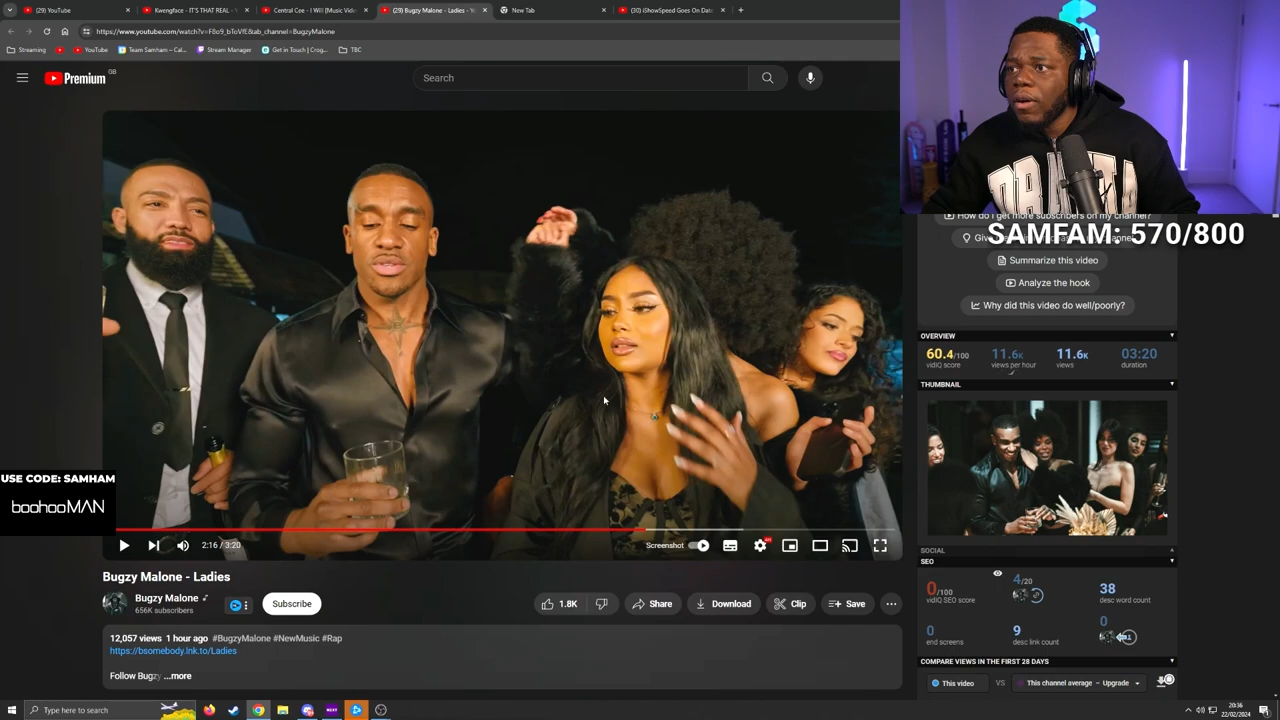 (29) YouTube
Kwengface - IT'S THAT REAL -
Central Cee - I Will [Music Vide
(29) Bugzy Malone - Ladies - Yo
New Tab
(30) iShowSpeed Goes On Dat
https://www.youtube.com/watch?v=F8o9_bToVfE&ab_channel=BugzyMalone
Streaming
YouTube
Team Samham – Cal...
Stream Manager
Get in Touch | Crog...
TBC
Premium GB
Search
How do I get more subscribers on my channel?
SAMFAM: 570/800
Summarize this video
Analyze the hook
Why did this video do well/poorly?
OVERVIEW
60.4/100 11.6K 11.6K 03:20
vidIQ score views per hour views duration
THUMBNAIL
USE CODE: SAMHAM
boohooMAN
2:16 / 3:20
Screenshot
SOCIAL
SEO
0/100 4/20 38
vidIQ SEO score desc word count
0 9 0
end screens desc link count
COMPARE VIEWS IN THE FIRST 28 DAYS
This video VS This channel average – Upgrade
Bugzy Malone - Ladies
Bugzy Malone
656K subscribers
Subscribe
1.8K
Share
Download
Clip
Save
12,057 views 1 hour ago #BugzyMalone #NewMusic #Rap
https://bsomebody.lnk.to/Ladies
Follow Bugzy ...more
Type here to search
20:36
22/02/2024